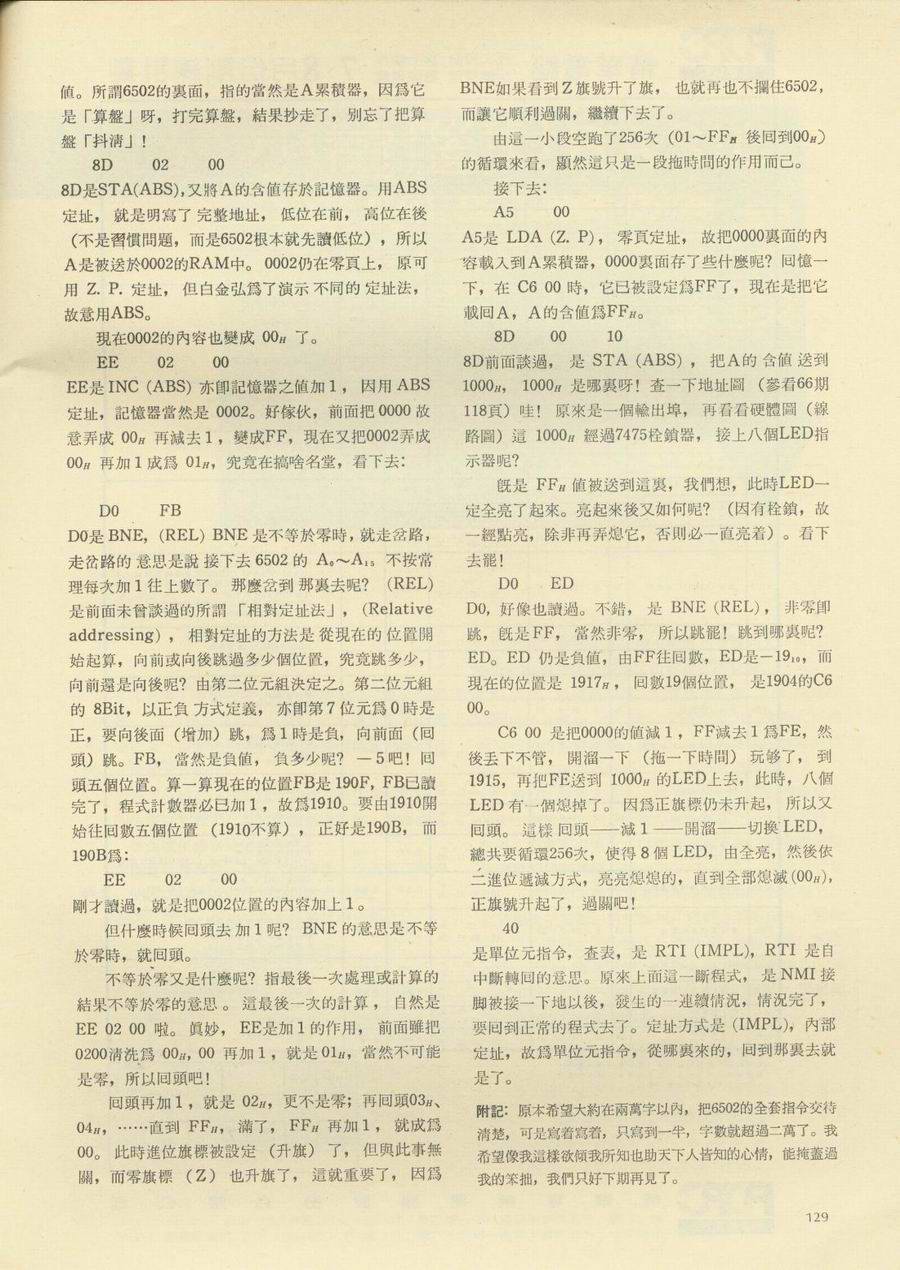 値。所謂6502的裏面，指的當然是A累積器，因爲它
是「算盤」呀，打完算盤，結果抄走了，別忘了把算
盤「抖淸」！
8D 02 00
8D是STA(ABS),又將A的含値存於記憶器。用ABS
定址，就是明寫了完整地址，低位在前，高位在後
（不是習慣問題，而是6502根本就先讀低位），所以
A是被送於0002的RAM中。0002仍在零頁上，原可
用 Z. P. 定址，但白金弘爲了演示不同的定址法，
故意用ABS。
現在0002的內容也變成 00H 了。
EE 02 00
EE是 INC (ABS) 亦卽記憶器之値加1，因用 ABS
定址，記憶器當然是 0002。好傢伙，前面把 0000 故
意弄成 00H 再減去1，變成FF，現在又把0002弄成
00H 再加1成爲 01H，究竟在搞啥名堂，看下去：
D0 FB
D0是 BNE, (REL) BNE 是不等於零時，就走岔路，
走岔路的意思是說接下去 6502 的 A₀～A₁₅ 不按常
理每次加1往上數了。那麼岔到那裏去呢？ (REL)
是前面未曾談過的所謂「相對定址法」，(Relative
addressing)，相對定址的方法是從現在的位置開
始起算，向前或向後跳過多少個位置，究竟跳多少，
向前還是向後呢？由第二位元組決定之。第二位元組
的 8Bit，以正負方式定義，亦卽第7位元爲0時是
正，要向後面（增加）跳，爲1時是負，向前面（回
頭）跳。FB，當然是負値，負多少呢？—5吧！回
頭五個位置。算一算現在的位置FB是 190F, FB已讀
完了，程式計數器必已加1，故爲1910。要由1910開
始往回數五個位置（1910不算），正好是190B，而
190B爲：
EE 02 00
剛才讀過，就是把0002位置的內容加上1。
但什麼時候回頭去加1呢？ BNE 的意思是不等
於零時，就回頭。
不等於零又是什麼呢？指最後一次處理或計算的
結果不等於零的意思。這最後一次的計算，自然是
EE 02 00 啦。眞妙，EE是加1的作用，前面雖把
0200淸洗爲 00H, 00 再加1，就是 01H，當然不可能
是零，所以回頭吧！
回頭再加1，就是 02H，更不是零；再回頭03H、
04H，……直到 FFH，滿了，FFH 再加1，就成爲
00。此時進位旗標被設定（升旗）了，但與此事無
關，而零旗標（Z）也升旗了，這就重要了，因爲
BNE如果看到Z旗號升了旗，也就再也不攔住6502，
而讓它順利過關，繼續下去了。
由這一小段空跑了256次（01～FFH 後回到00H）
的循環來看，顯然這只是一段拖時間的作用而已。
接下去：
A5 00
A5是 LDA (Z. P)，零頁定址，故把0000裏面的內
容載入到A累積器，0000裏面存了些什麼呢？回憶一
下，在 C6 00 時，它已被設定爲FF了，現在是把它
載回A，A的含値爲FFH。
8D 00 10
8D前面談過，是 STA (ABS)，把A的含値送到
1000H，1000H 是哪裏呀！查一下地址圖（參看66期
118頁）哇！原來是一個輸出埠，再看看硬體圖（線
路圖）這 1000H 經過7475栓鎖器，接上八個LED指
示器呢？
旣是 FFH 値被送到這裏，我們想，此時LED一
定全亮了起來。亮起來後又如何呢？（因有栓鎖，故
一經點亮，除非再弄熄它，否則必一直亮着）。看下
去罷！
D0 ED
D0, 好像也讀過。不錯，是 BNE (REL)，非零卽
跳，旣是FF，當然非零，所以跳罷！跳到哪裏呢？
ED。ED 仍是負値，由FF往回數，ED是−19₁₀，而
現在的位置是 1917H，回數19個位置，是1904的C6
00。
C6 00 是把0000的値減1，FF減去1爲FE，然
後丢下不管，開溜一下（拖一下時間）玩够了，到
1915，再把FE送到 1000H 的LED上去，此時，八個
LED有一個熄掉了。因爲正旗標仍未升起，所以又
回頭。這樣回頭——減1——開溜——切換 LED，
總共要循環256次，使得8個 LED，由全亮，然後依
二進位遞減方式，亮亮熄熄的，直到全部熄滅(00H)，
正旗號升起了，過關吧！
40
是單位元指令，查表，是 RTI (IMPL), RTI 是自
中斷轉回的意思。原來上面這一斷程式，是 NMI 接
脚被接一下地以後，發生的一連續情況，情況完了，
要回到正常的程式去了。定址方式是 (IMPL)，內部
定址，故爲單位元指令，從哪裏來的，回到那裏去就
是了。
附記：原本希望大約在兩萬字以內，把6502的全套指令交待
淸楚，可是寫着寫着，只寫到一半，字數就超過二萬了。我
希望像我這樣欲傾我所知也助天下人皆知的心情，能掩蓋過
我的笨拙，我們只好下期再見了。
129